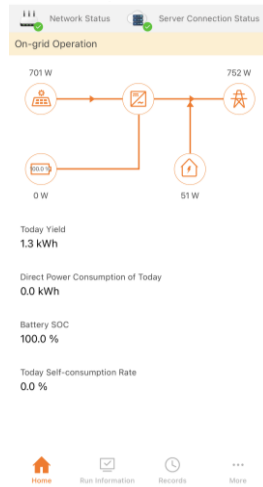 Network Status Server Connection Status
On-grid Operation
701 W 752 W
100.0 %
0 W 51 W
Today Yield
1.3 kWh
Direct Power Consumption of Today
0.0 kWh
Battery SOC
100.0 %
Today Self-consumption Rate
0.0 %
Home Run Information Records More